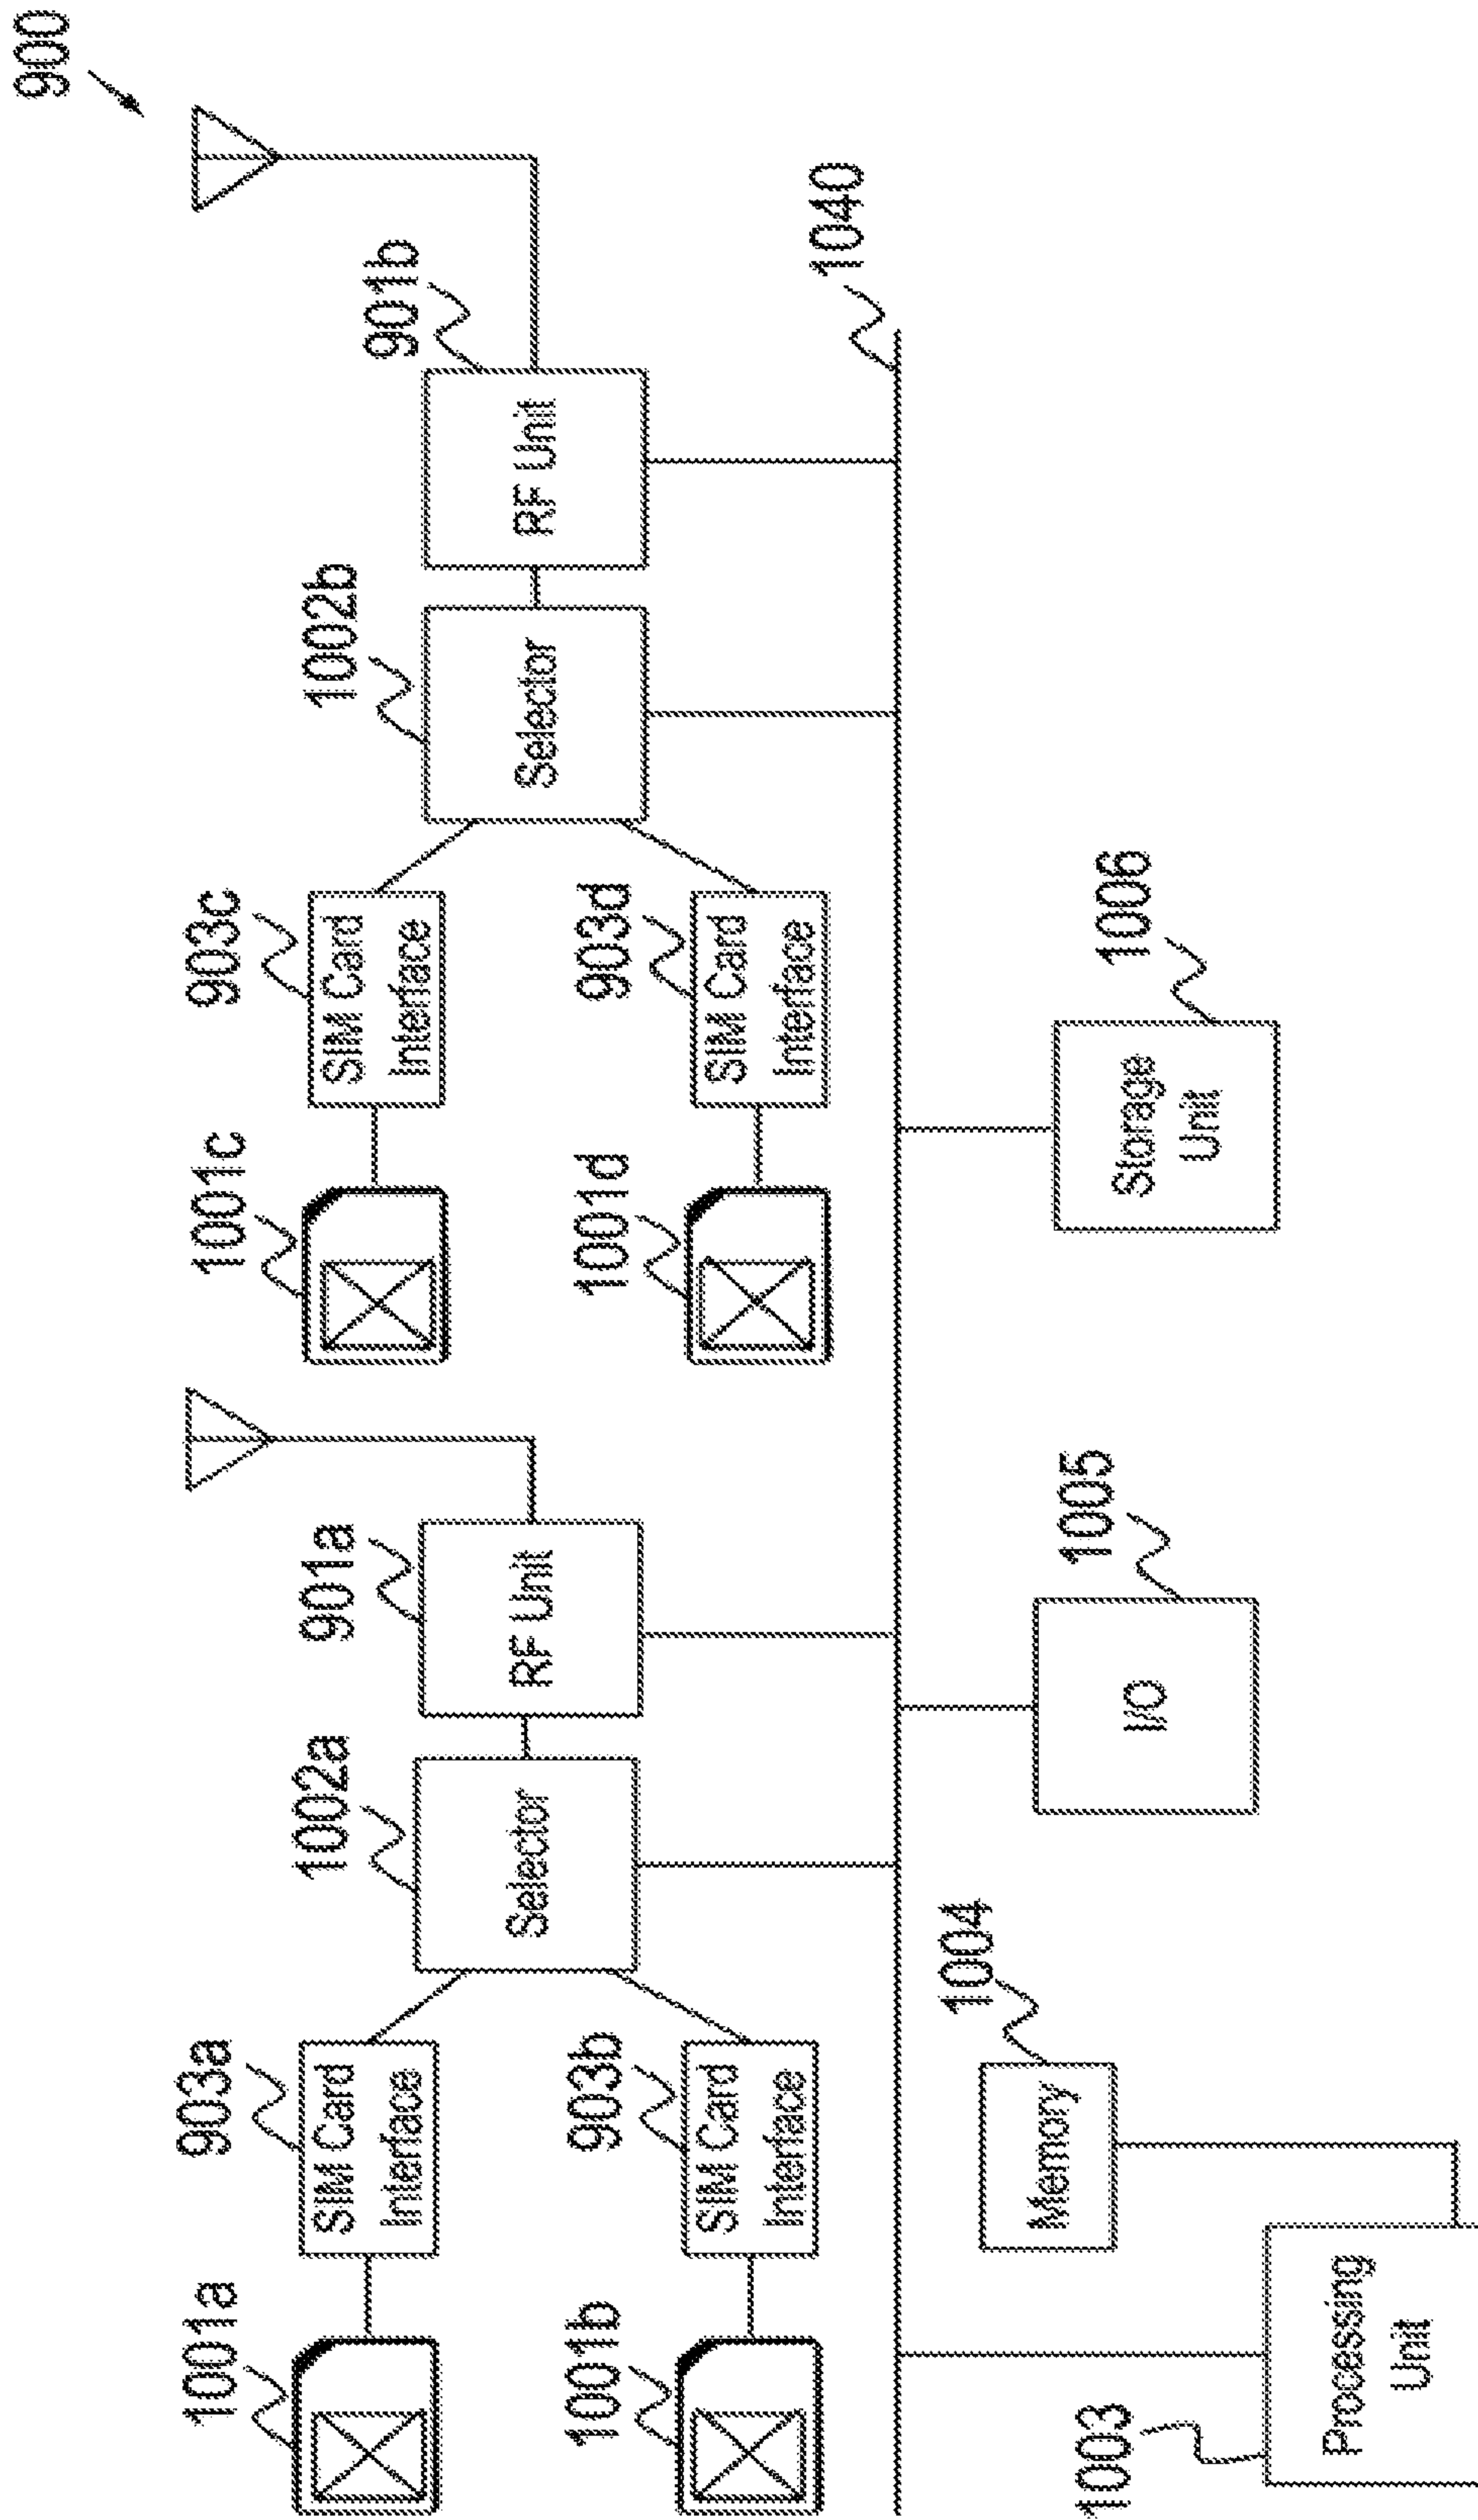 900
1001a
903a
SIM Card
Interface
1002a
Selector
901a
RF Unit
1001b
903b
SIM Card
Interface
1001c
903c
SIM Card
Interface
1002b
Selector
901b
RF Unit
1001d
903d
SIM Card
Interface
1040
1003
Processing
Unit
1004
Memory
1005
I/O
1006
Storage
Unit